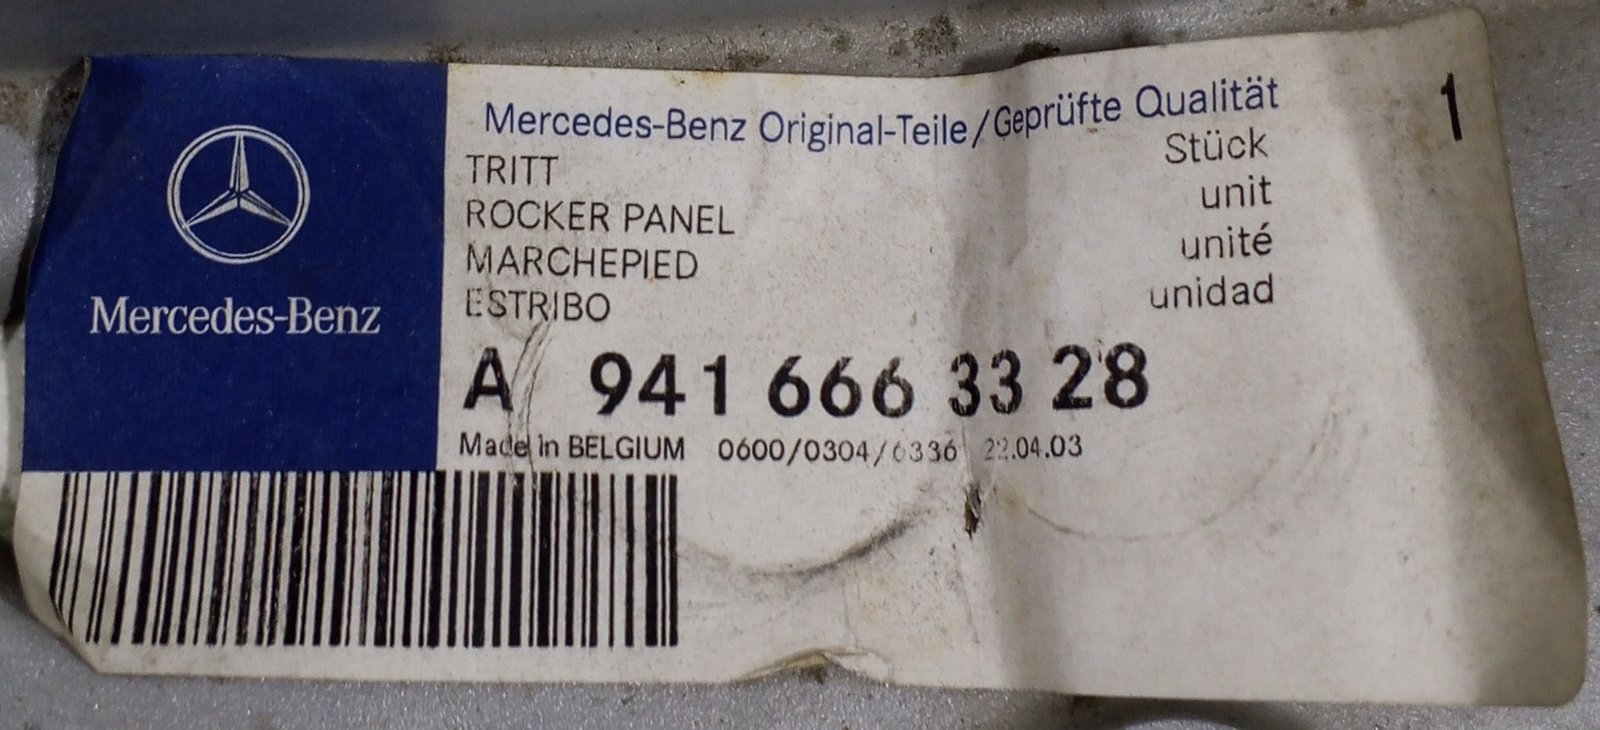 Mercedes-Benz
Mercedes-Benz Original-Teile/Geprüfte Qualität
TRITT
ROCKER PANEL
MARCHEPIED
ESTRIBO
Stück 1
unit
unité
unidad
A 941 666 33 28
Made in BELGIUM 0600/0304/6336 22.04.03